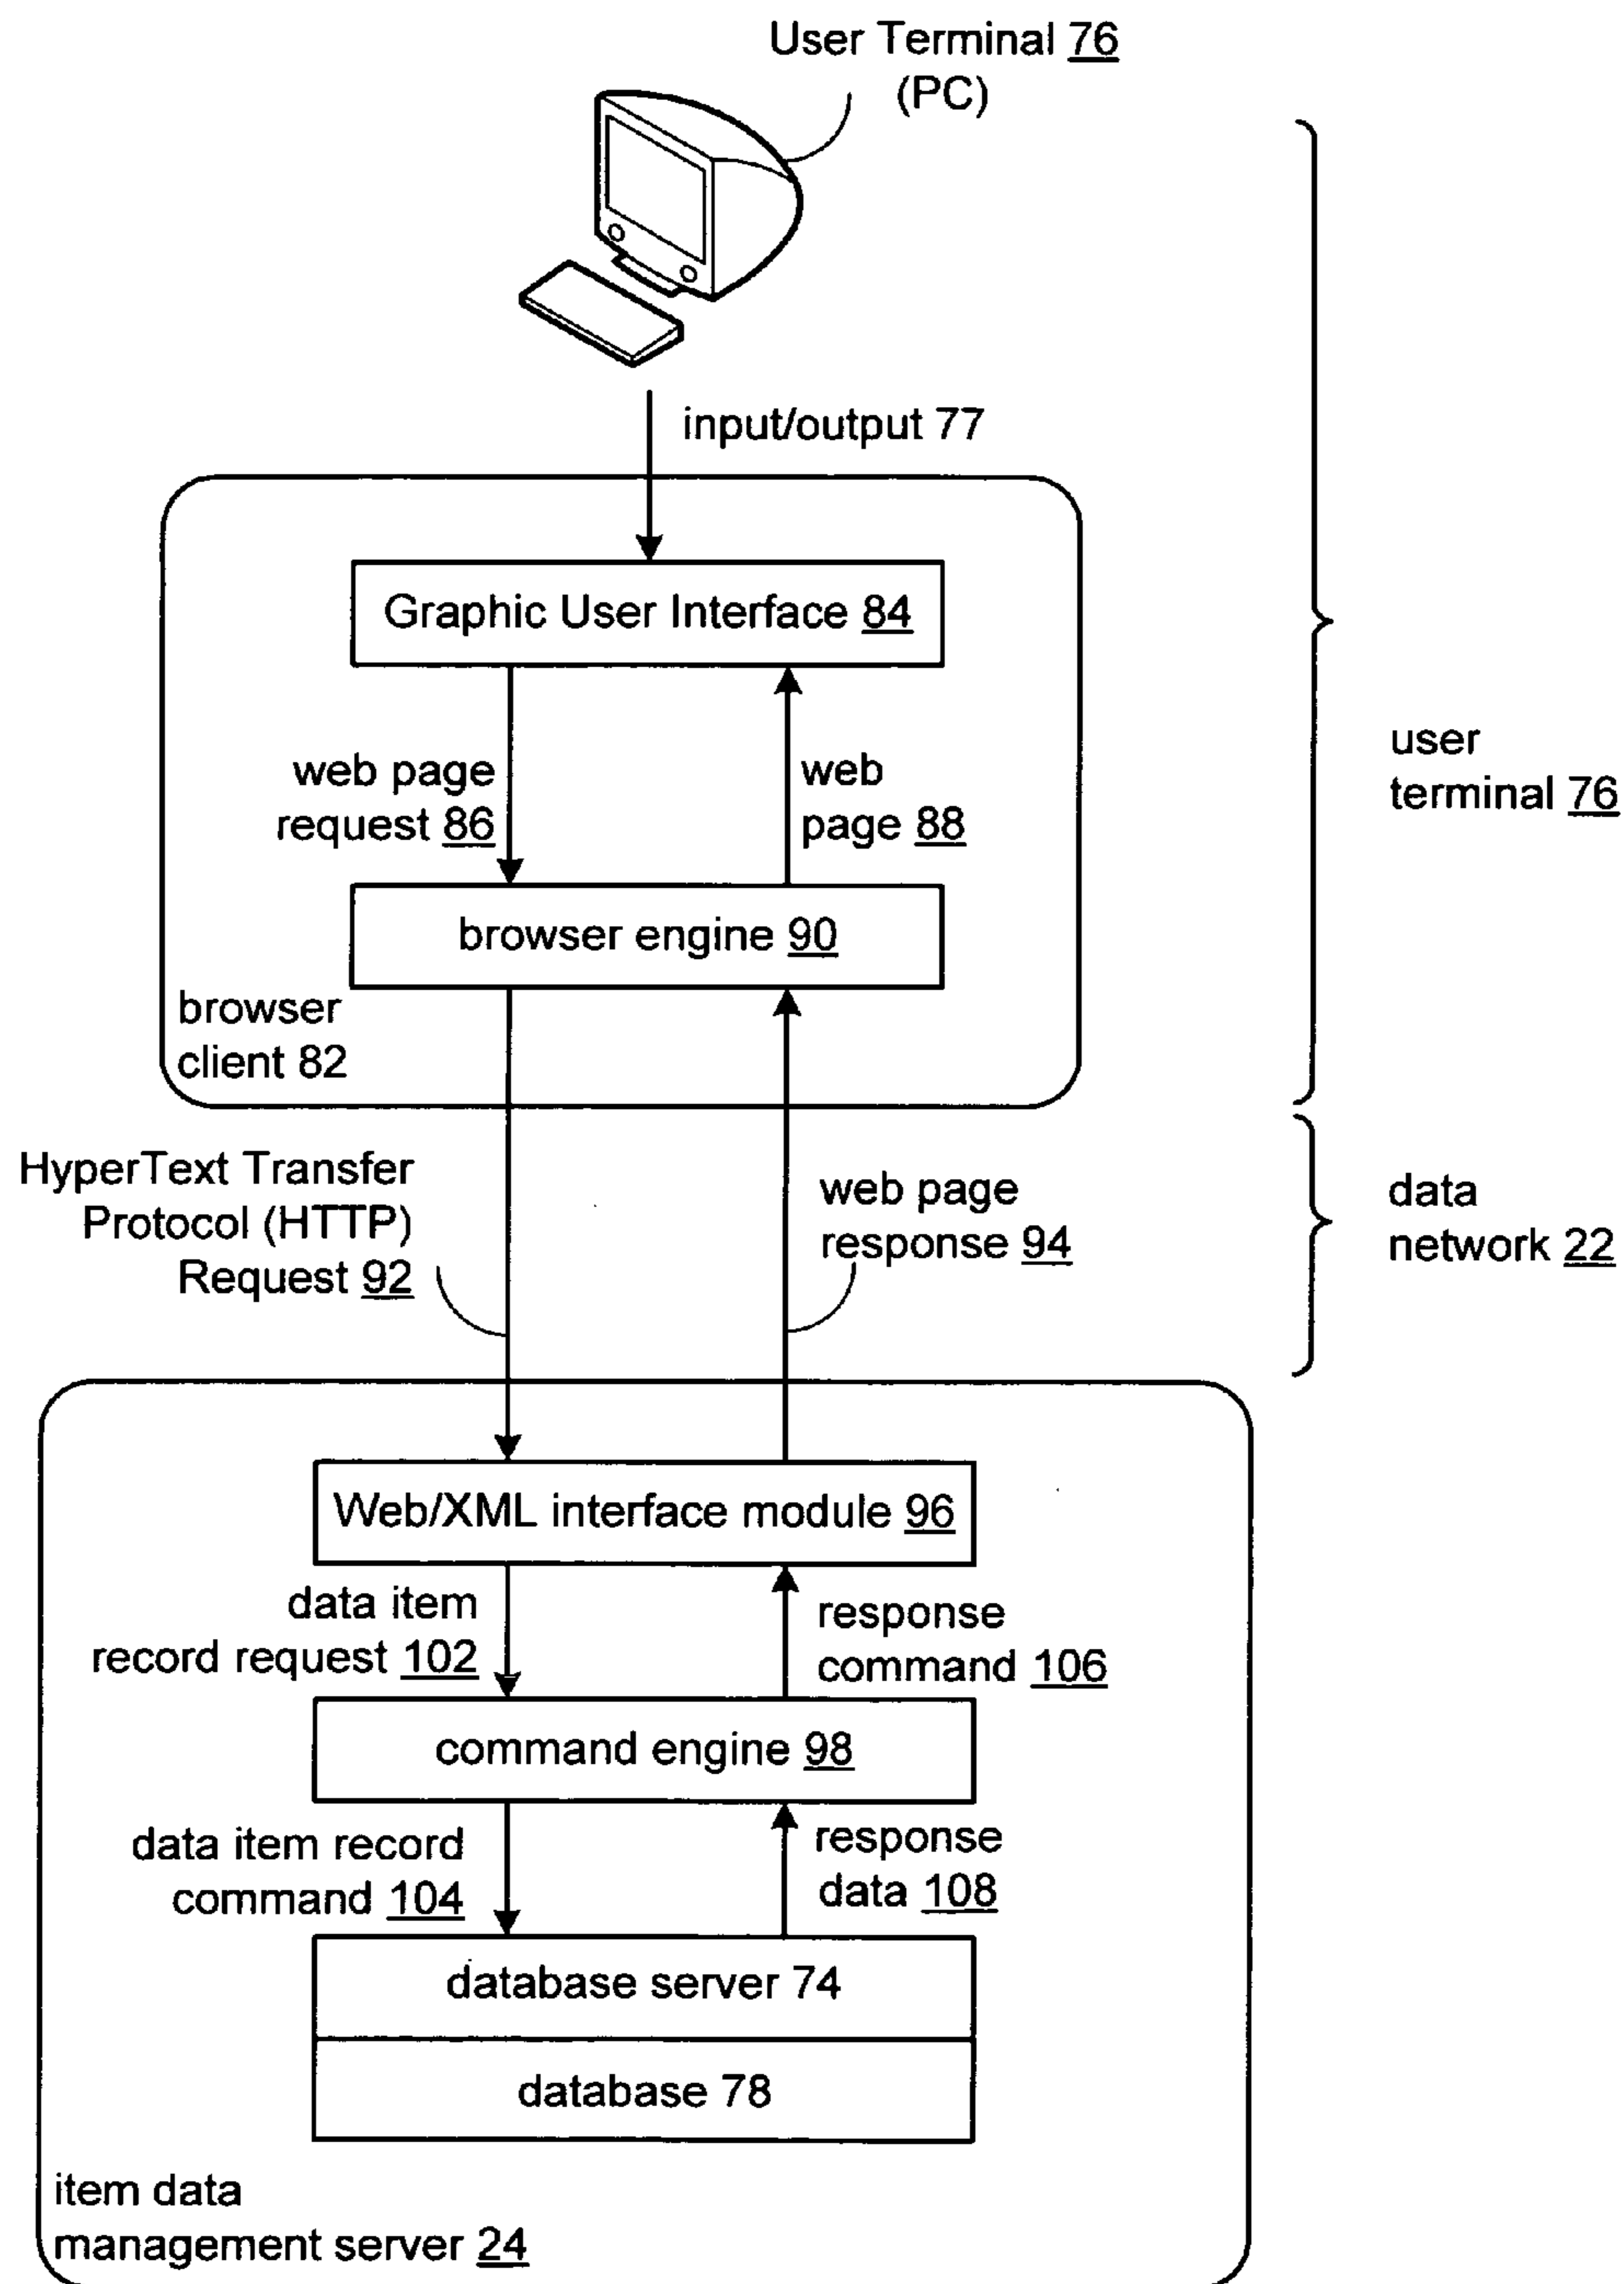 User Terminal 76
(PC)
input/output 77
Graphic User Interface 84
web page
request 86
web
page 88
user
terminal 76
browser engine 90
browser
client 82
HyperText Transfer
Protocol (HTTP)
Request 92
web page
response 94
data
network 22
Web/XML interface module 96
data item
record request 102
response
command 106
command engine 98
data item record
command 104
response
data 108
database server 74
database 78
item data
management server 24